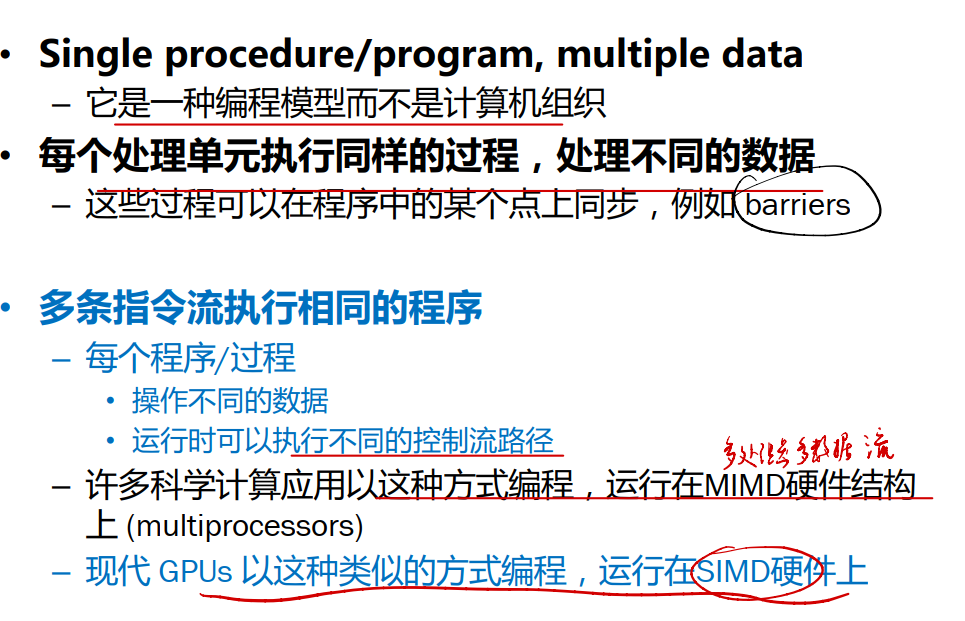 • Single procedure/program, multiple data
– 它是一种编程模型而不是计算机组织
• 每个处理单元执行同样的过程，处理不同的数据
– 这些过程可以在程序中的某个点上同步，例如 barriers
• 多条指令流执行相同的程序
– 每个程序/过程
• 操作不同的数据
• 运行时可以执行不同的控制流路径
多处理器多数据流
– 许多科学计算应用以这种方式编程，运行在MIMD硬件结构
上 (multiprocessors)
– 现代 GPUs 以这种类似的方式编程，运行在SIMD硬件上